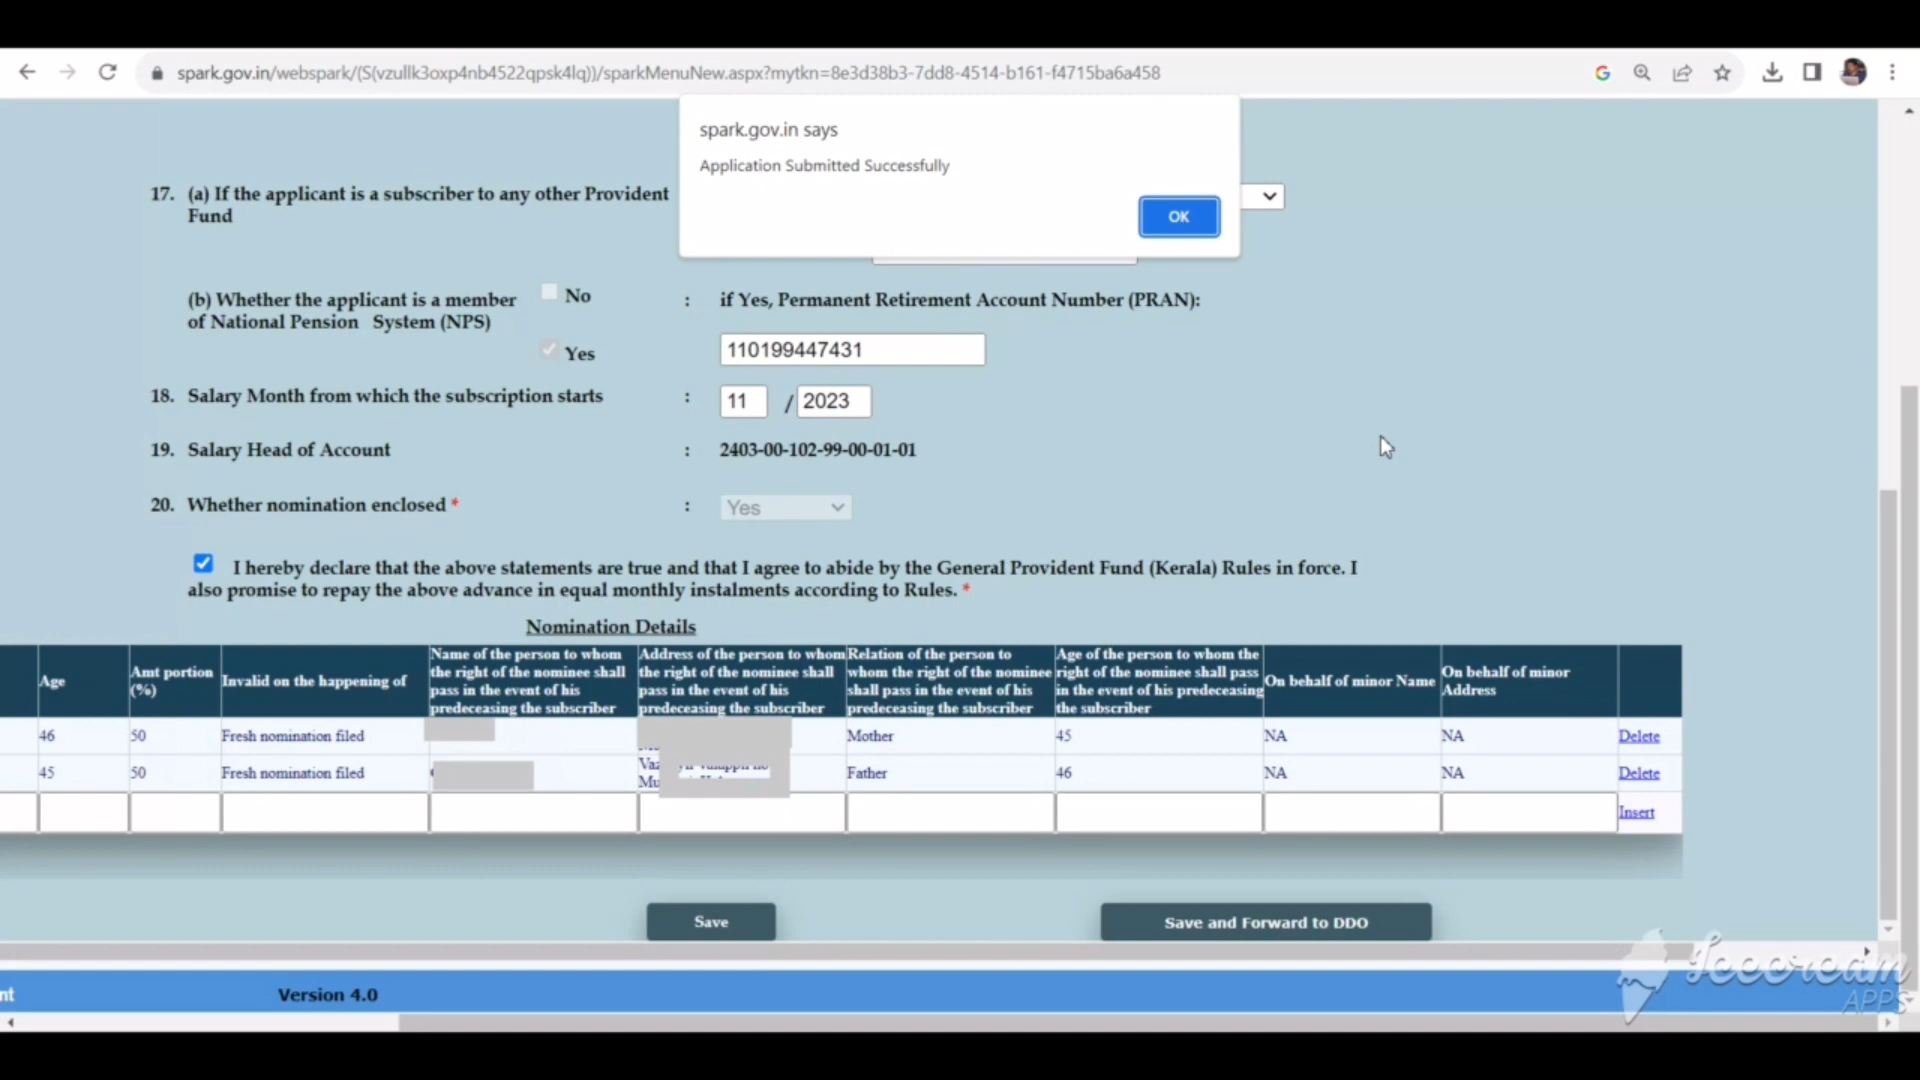 spark.gov.in/webspark/(S(vzullk3oxp4nb4522qpsk4lq))/sparkMenuNew.aspx?mytkn=8e3d38b3-7dd8-4514-b161-f4715ba6a458
spark.gov.in says
Application Submitted Successfully
OK
17. (a) If the applicant is a subscriber to any other Provident
Fund
(b) Whether the applicant is a member
of National Pension System (NPS)
No
Yes
: if Yes, Permanent Retirement Account Number (PRAN):
110199447431
18. Salary Month from which the subscription starts : 11 / 2023
19. Salary Head of Account : 2403-00-102-99-00-01-01
20. Whether nomination enclosed * : Yes
I hereby declare that the above statements are true and that I agree to abide by the General Provident Fund (Kerala) Rules in force. I
also promise to repay the above advance in equal monthly instalments according to Rules. *
Nomination Details
Age
Amt portion
(%)
Invalid on the happening of
Name of the person to whom
the right of the nominee shall
pass in the event of his
predeceasing the subscriber
Address of the person to whom
the right of the nominee shall
pass in the event of his
predeceasing the subscriber
Relation of the person to
whom the right of the nominee
shall pass in the event of his
predeceasing the subscriber
Age of the person to whom the
right of the nominee shall pass
in the event of his predeceasing
the subscriber
On behalf of minor Name
On behalf of minor
Address
46 50 Fresh nomination filed Mother 45 NA NA Delete
45 50 Fresh nomination filed Father 46 NA NA Delete
Insert
Save
Save and Forward to DDO
nt
Version 4.0
Icecream
APPS